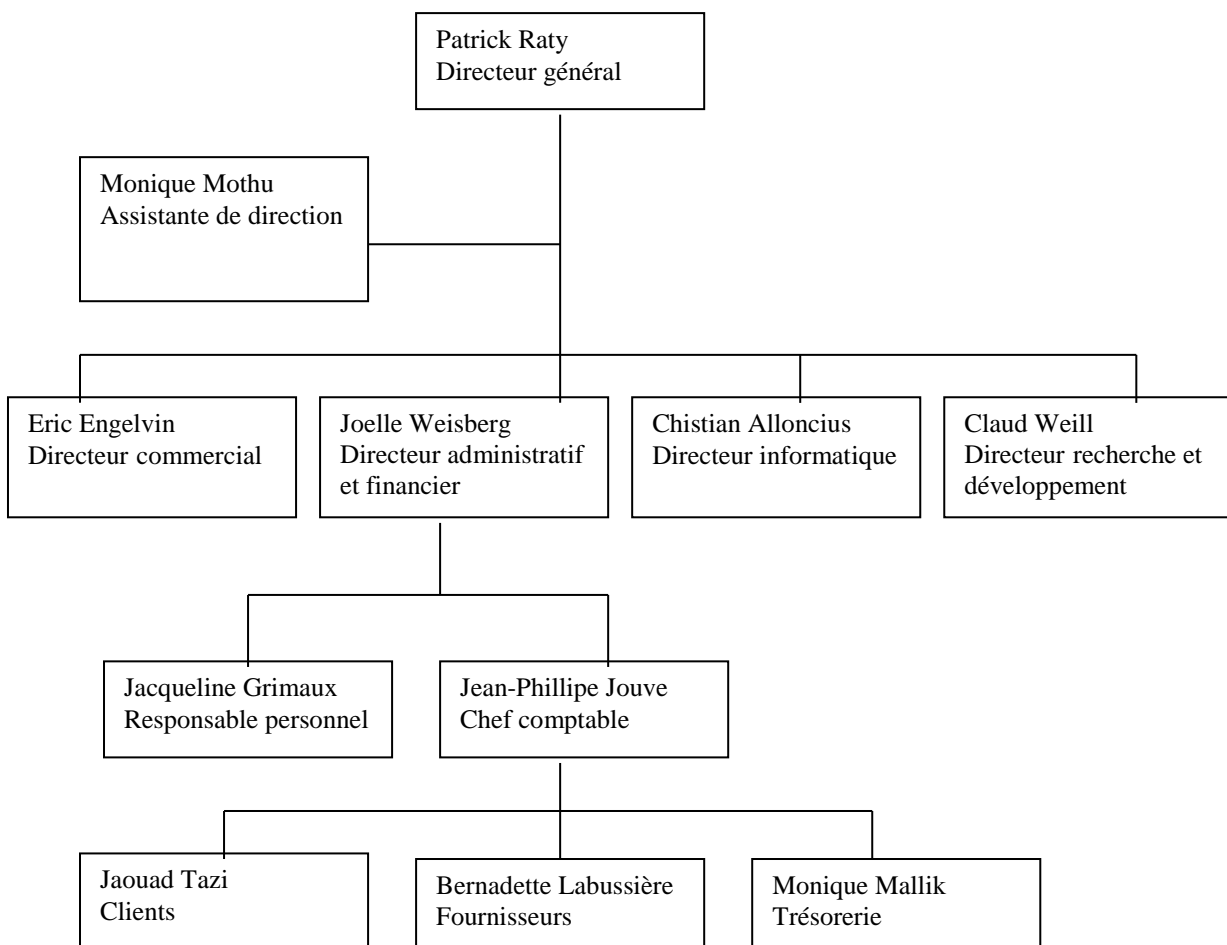 Patrick Raty
Directeur général
Monique Mothu
Assistante de direction
Eric Engelvin
Directeur commercial
Joelle Weisberg
Directeur administratif
et financier
Chistian Alloncius
Directeur informatique
Claud Weill
Directeur recherche et
développement
Jacqueline Grimaux
Responsable personnel
Jean-Phillipe Jouve
Chef comptable
Jaouad Tazi
Clients
Bernadette Labussière
Fournisseurs
Monique Mallik
Trésorerie